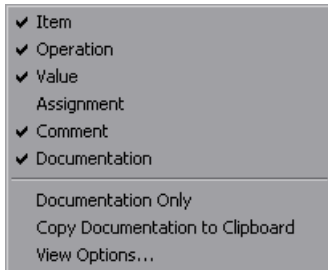 Item
Operation
Value
Assignment
Comment
Documentation
Documentation Only
Copy Documentation to Clipboard
View Options...